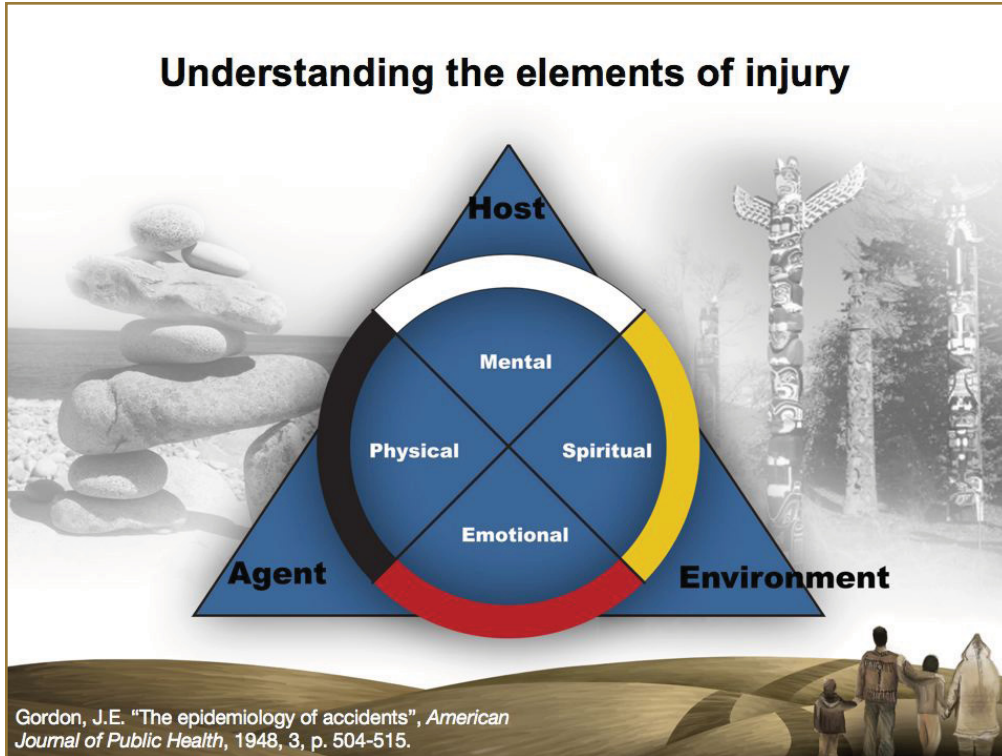 Understanding the elements of injury
Host
Mental
Physical
Spiritual
Emotional
Agent
Environment
Gordon, J.E. “The epidemiology of accidents”, American
Journal of Public Health, 1948, 3, p. 504-515.